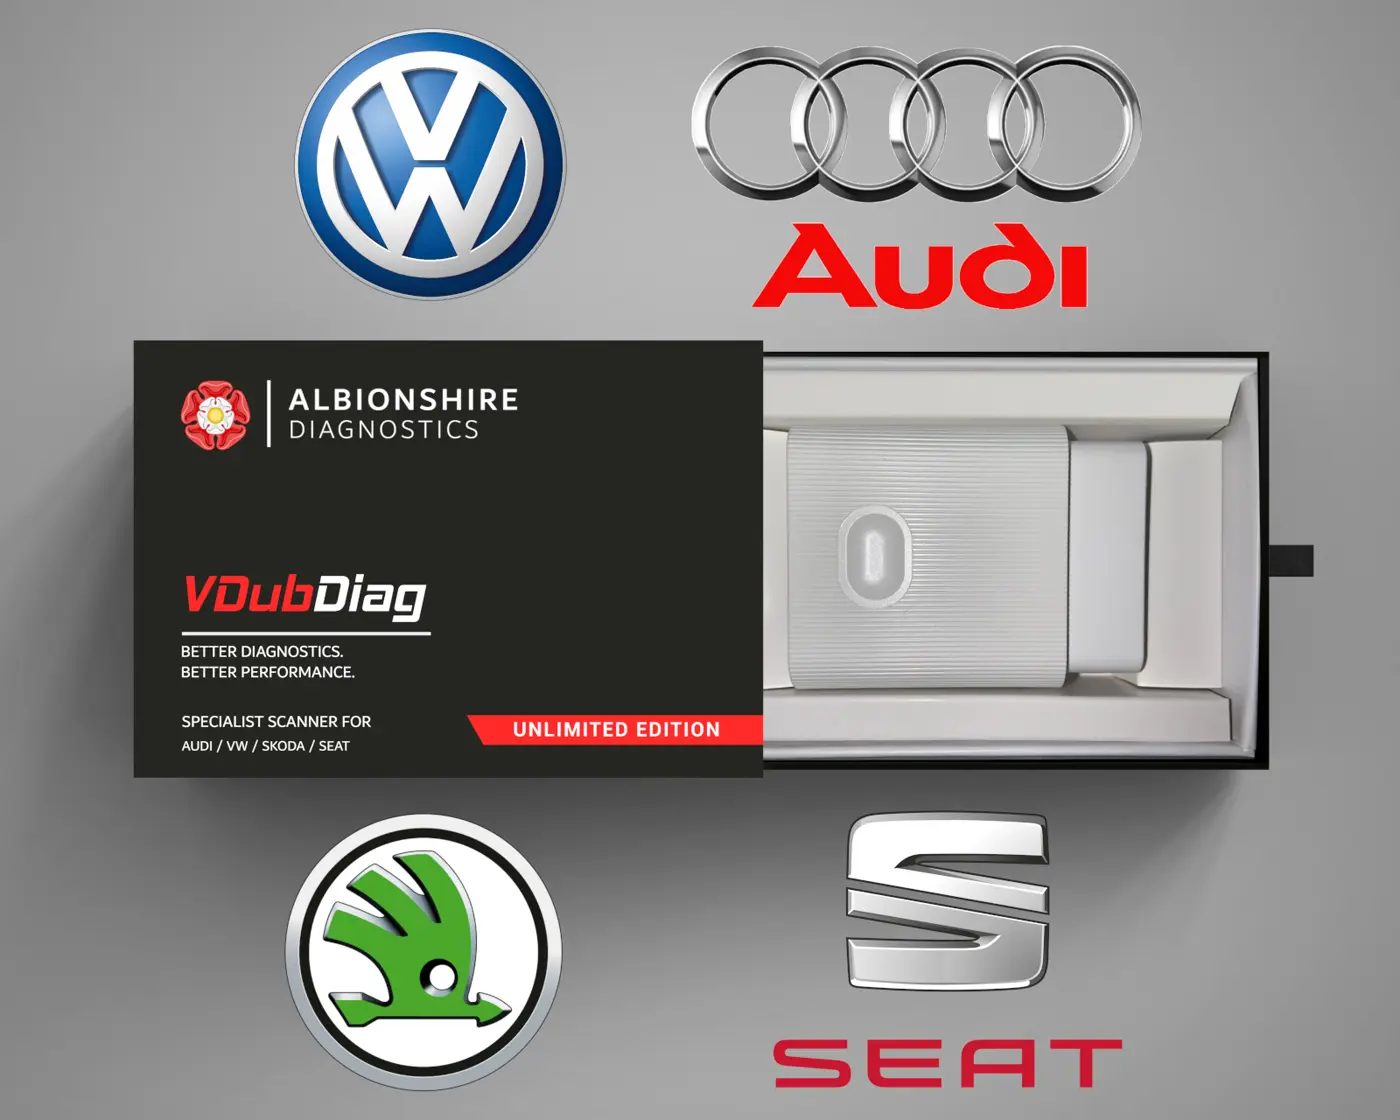 Audi
ALBIONSHIRE
DIAGNOSTICS
VDubDiag
BETTER DIAGNOSTICS.
BETTER PERFORMANCE.
SPECIALIST SCANNER FOR
AUDI / VW / SKODA / SEAT
UNLIMITED EDITION
SEAT